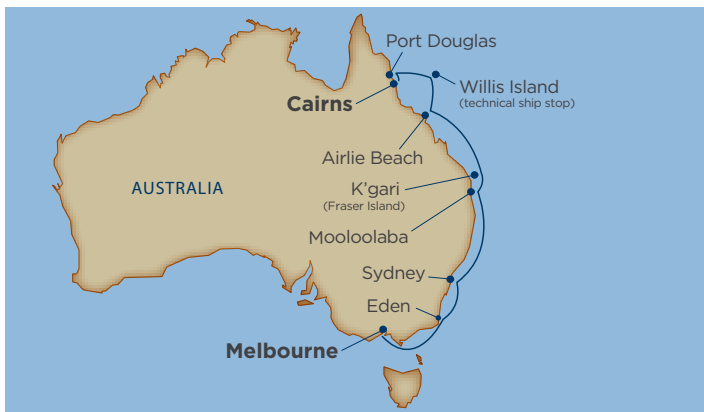 Port Douglas
Willis Island
(technical ship stop)
Cairns
Airlie Beach
AUSTRALIA
K'gari
(Fraser Island)
Mooloolaba
Sydney
Eden
Melbourne